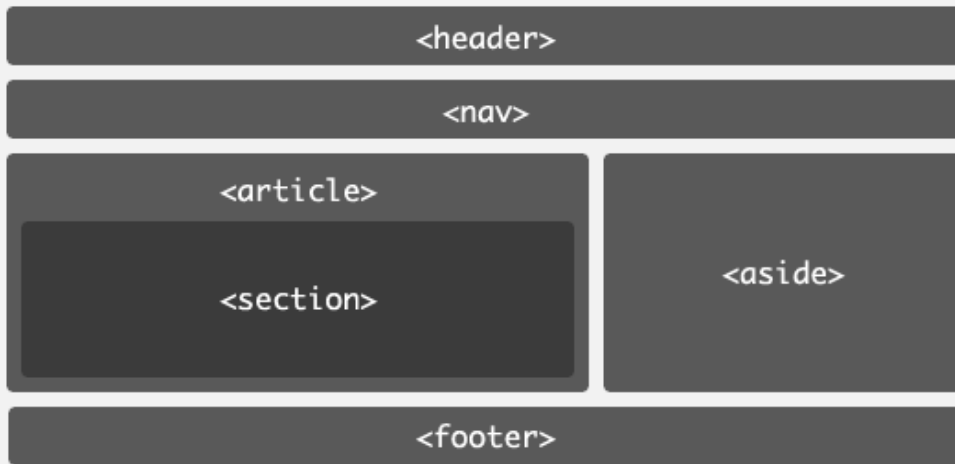 <header>
<nav>
<article>
<section>
<aside>
<footer>